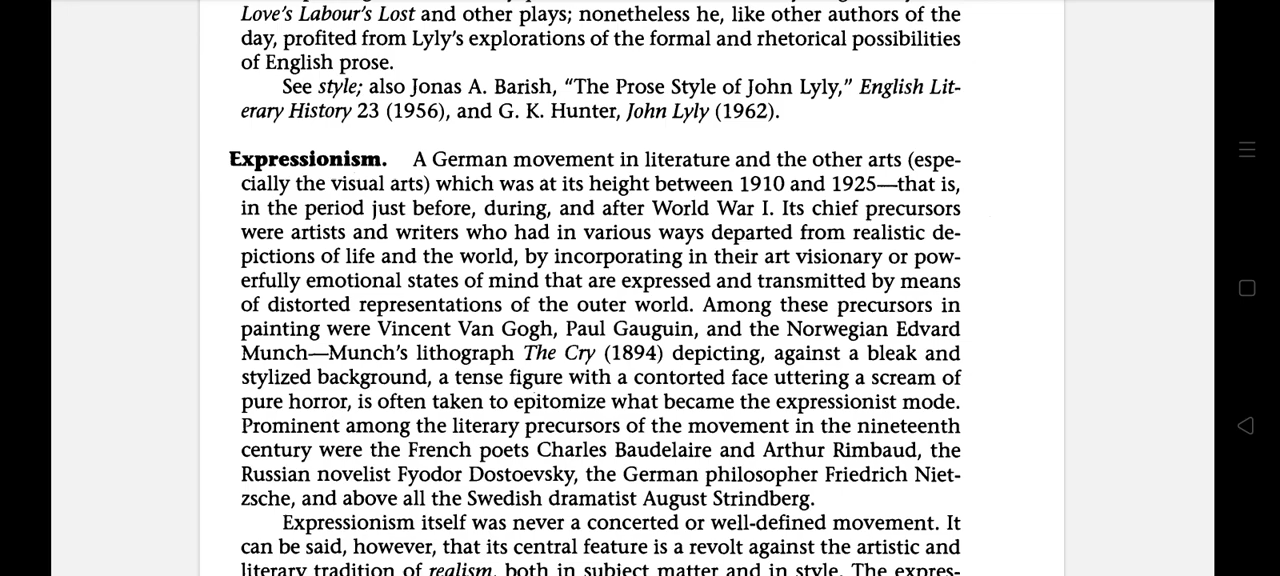 Love's Labour's Lost and other plays; nonetheless he, like other authors of the
day, profited from Lyly's explorations of the formal and rhetorical possibilities
of English prose.
See style; also Jonas A. Barish, “The Prose Style of John Lyly,” English Lit-
erary History 23 (1956), and G. K. Hunter, John Lyly (1962).
Expressionism. A German movement in literature and the other arts (espe-
cially the visual arts) which was at its height between 1910 and 1925—that is,
in the period just before, during, and after World War I. Its chief precursors
were artists and writers who had in various ways departed from realistic de-
pictions of life and the world, by incorporating in their art visionary or pow-
erfully emotional states of mind that are expressed and transmitted by means
of distorted representations of the outer world. Among these precursors in
painting were Vincent Van Gogh, Paul Gauguin, and the Norwegian Edvard
Munch—Munch's lithograph The Cry (1894) depicting, against a bleak and
stylized background, a tense figure with a contorted face uttering a scream of
pure horror, is often taken to epitomize what became the expressionist mode.
Prominent among the literary precursors of the movement in the nineteenth
century were the French poets Charles Baudelaire and Arthur Rimbaud, the
Russian novelist Fyodor Dostoevsky, the German philosopher Friedrich Niet-
zsche, and above all the Swedish dramatist August Strindberg.
Expressionism itself was never a concerted or well-defined movement. It
can be said, however, that its central feature is a revolt against the artistic and
literary tradition of realism, both in subject matter and in style. The expres-